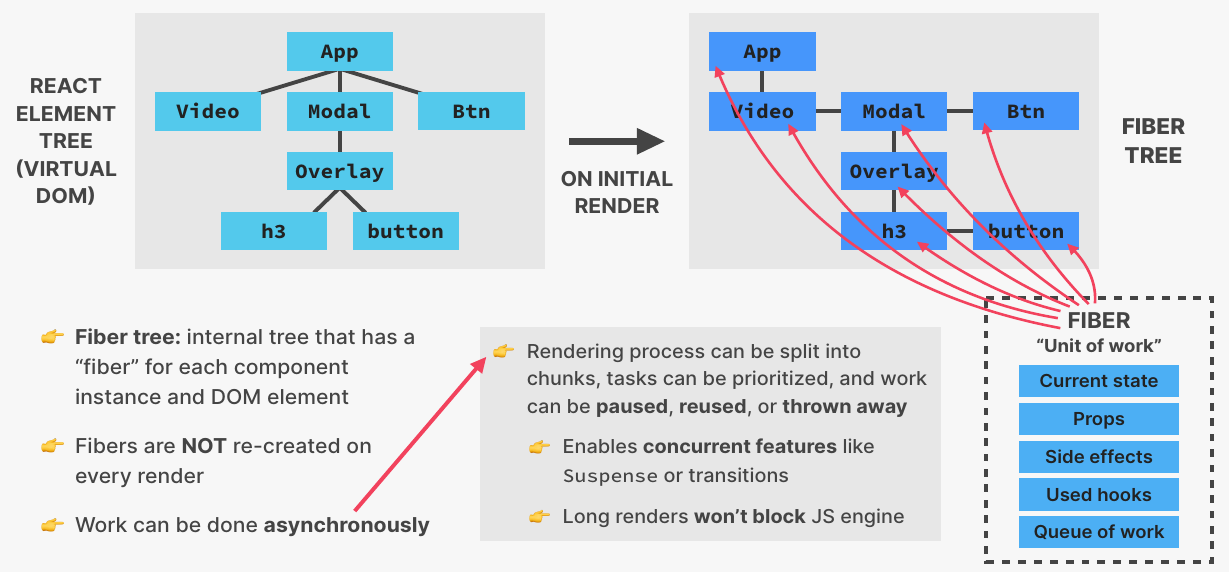 REACT
ELEMENT
TREE
(VIRTUAL
DOM)
App
Video
Modal
Btn
Overlay
h3
button
ON INITIAL
RENDER
App
Video
Modal
Btn
Overlay
h3
button
FIBER
TREE
Fiber tree: internal tree that has a
“fiber” for each component
instance and DOM element
Fibers are NOT re-created on
every render
Work can be done asynchronously
Rendering process can be split into
chunks, tasks can be prioritized, and work
can be paused, reused, or thrown away
Enables concurrent features like
Suspense or transitions
Long renders won’t block JS engine
FIBER
“Unit of work”
Current state
Props
Side effects
Used hooks
Queue of work